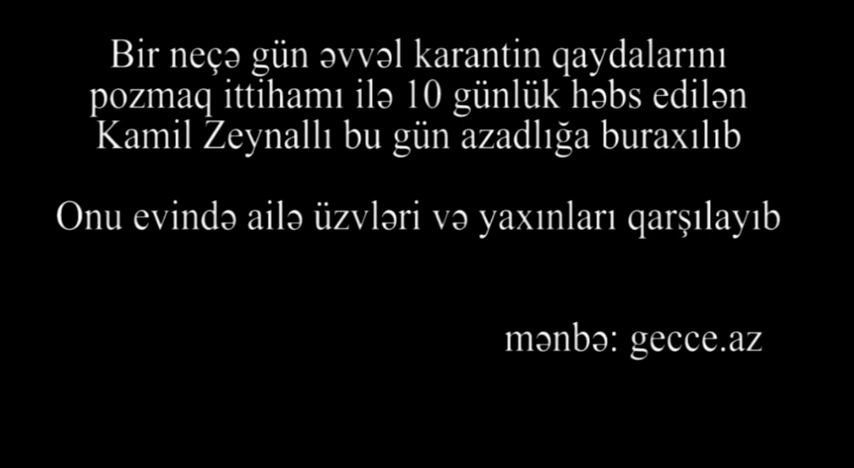 Bir neçə gün əvvəl karantin qaydalarını
pozmaq ittihamı ilə 10 günlük həbs edilən
Kamil Zeynallı bu gün azadlığa buraxılıb
Onu evində ailə üzvləri və yaxınları qarşılayıb
mənbə: gecce.az